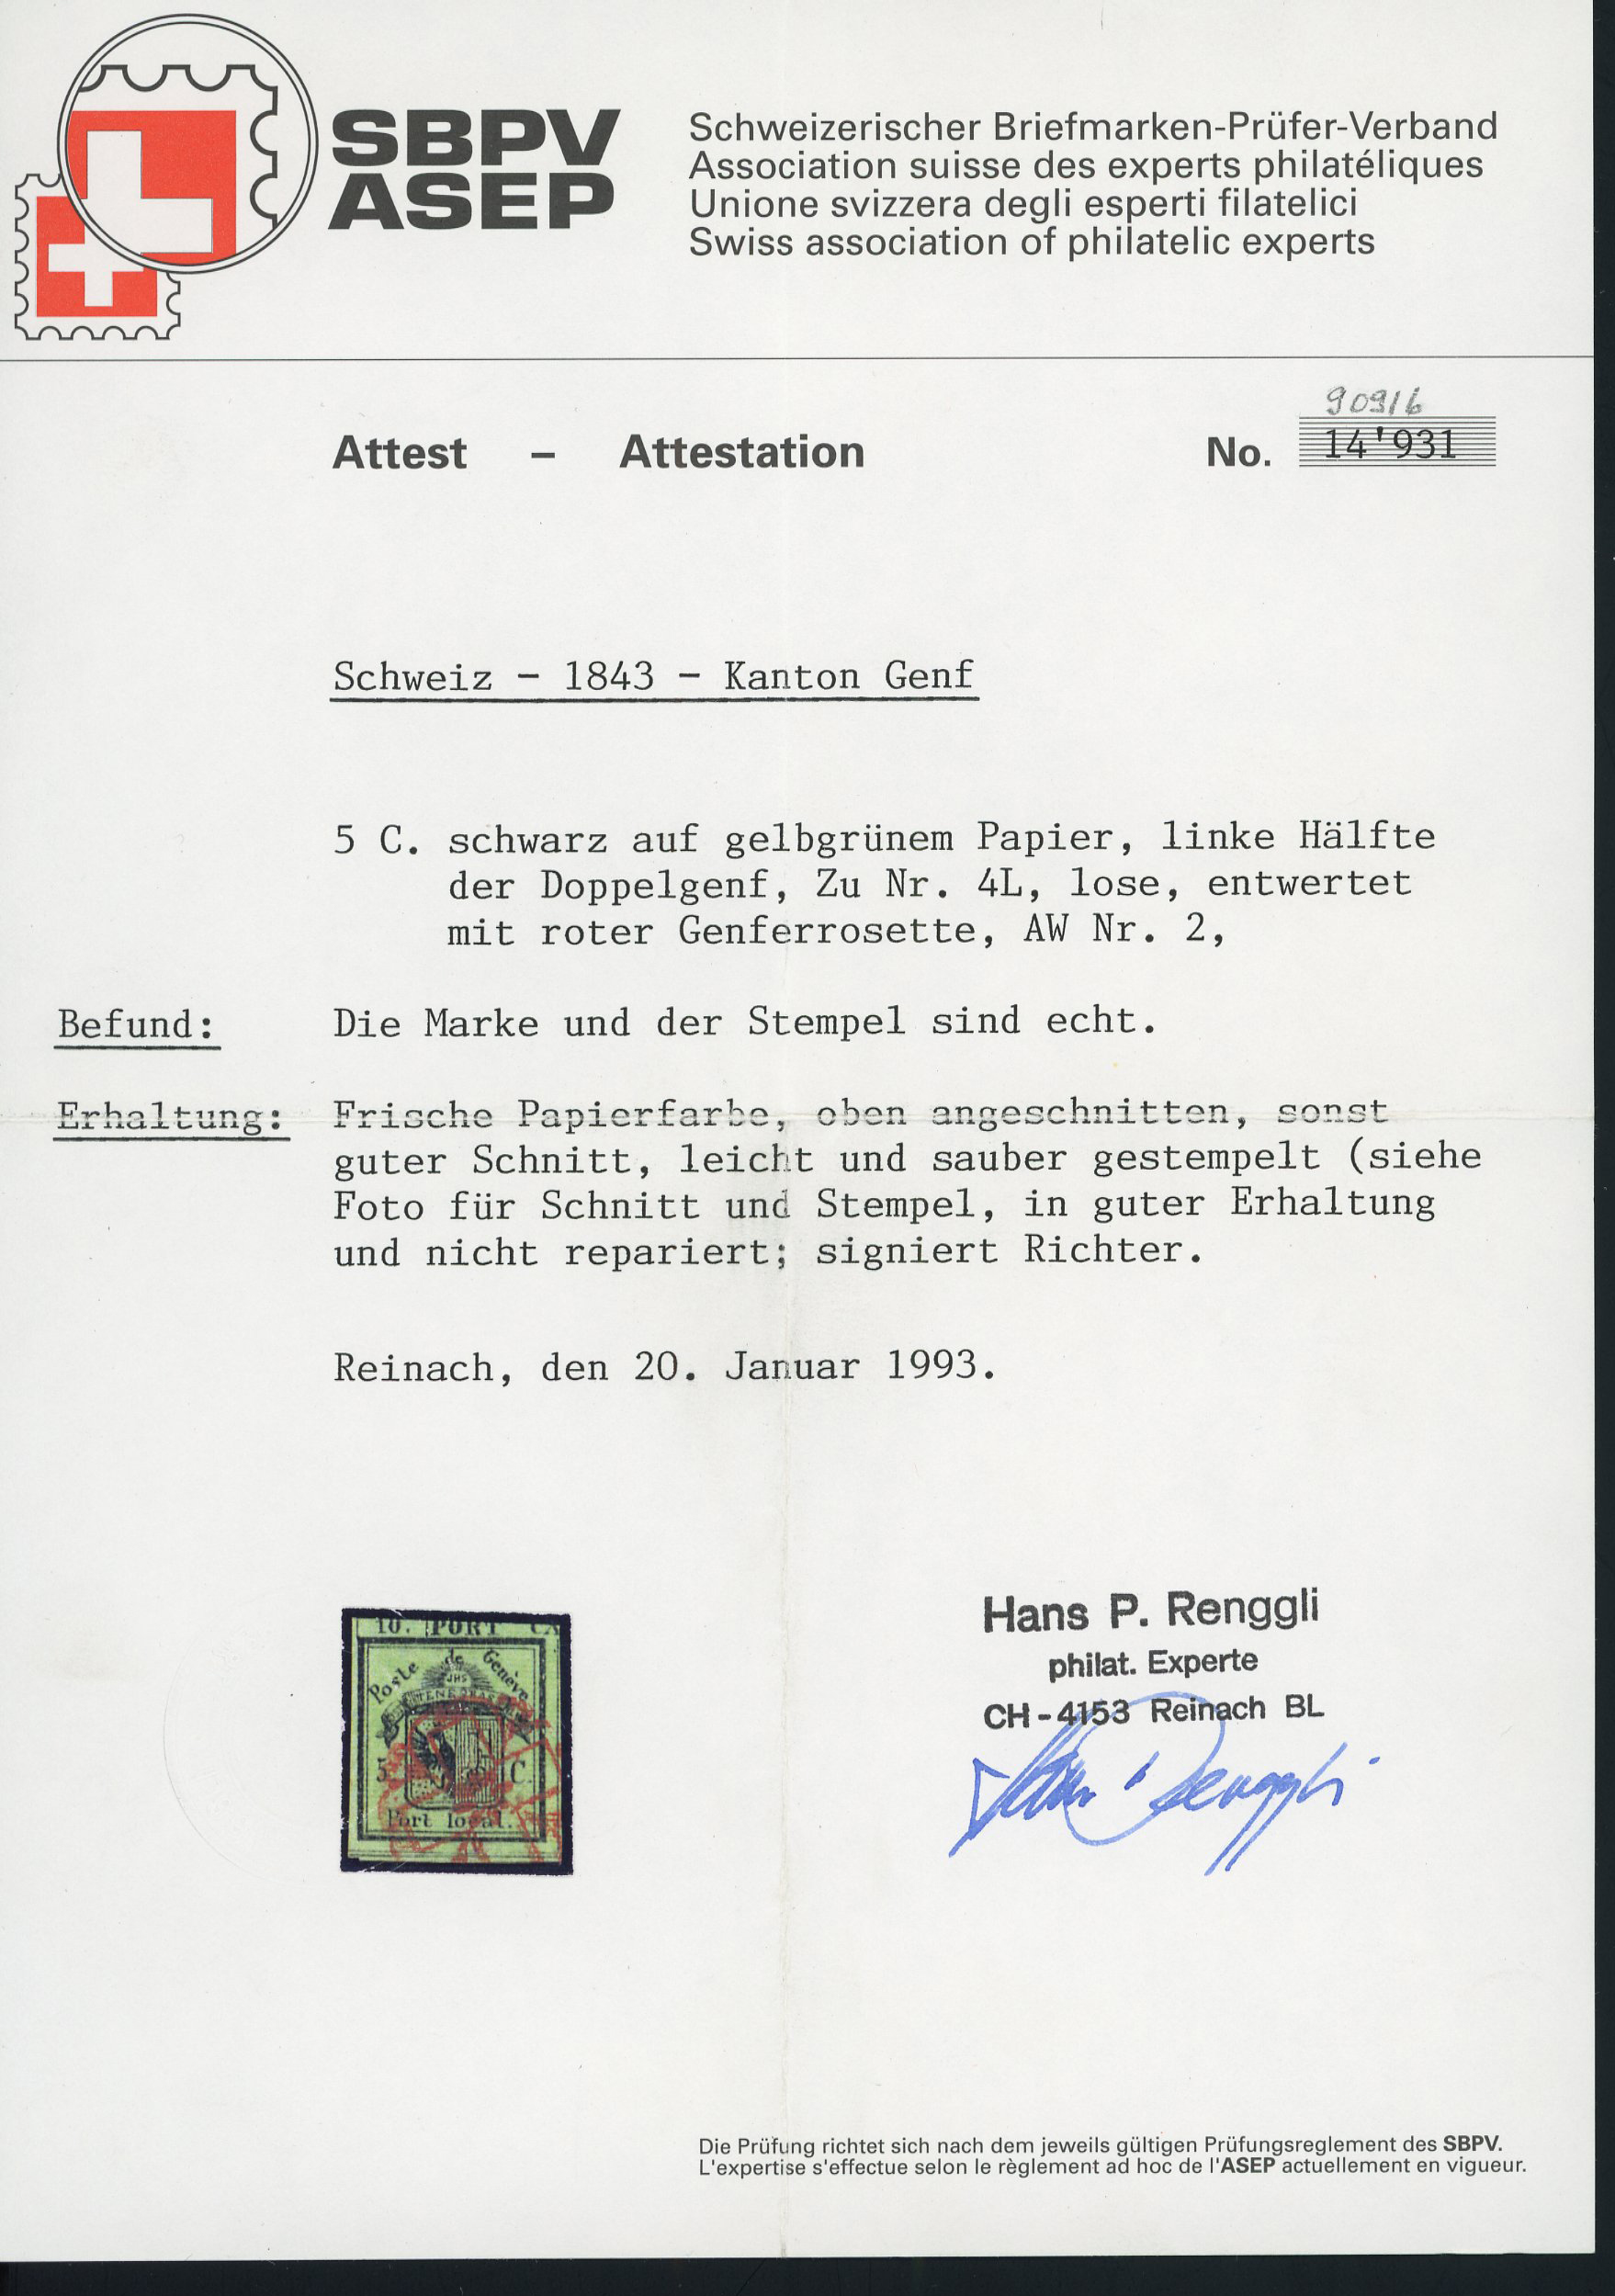 SBPV
ASEP
Schweizerischer Briefmarken-Prüfer-Verband
Association suisse des experts philatéliques
Unione svizzera degli esperti filatelici
Swiss association of philatelic experts
90916
Attest – Attestation No. 14'931
Schweiz - 1843 - Kanton Genf
5 C. schwarz auf gelbgrünem Papier, linke Hälfte
der Doppelgenf, Zu Nr. 4L, lose, entwertet
mit roter Genferrosette, AW Nr. 2,
Befund: Die Marke und der Stempel sind echt.
Erhaltung: Frische Papierfarbe, oben angeschnitten, sonst
guter Schnitt, leicht und sauber gestempelt (siehe
Foto für Schnitt und Stempel, in guter Erhaltung
und nicht repariert; signiert Richter.
Reinach, den 20. Januar 1993.
10. PORT CA
Poste de Genève
JHS
5 C.
Port local.
Hans P. Renggli
philat. Experte
CH-4153 Reinach BL
Hans Renggli
Die Prüfung richtet sich nach dem jeweils gültigen Prüfungsreglement des SBPV.
L'expertise s'effectue selon le règlement ad hoc de l'ASEP actuellement en vigueur.